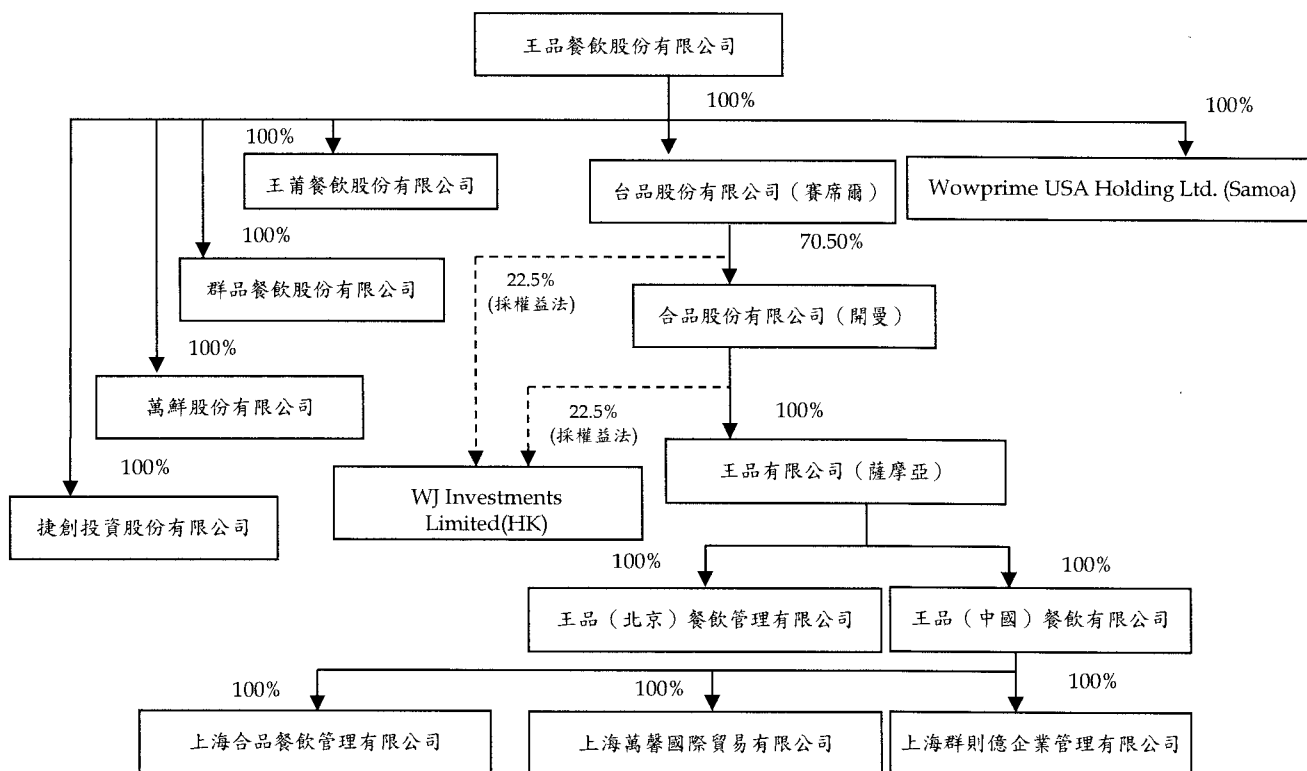 王品餐飲股份有限公司
100%
100%
100%
王莆餐飲股份有限公司
台品股份有限公司（賽席爾）
Wowprime USA Holding Ltd. (Samoa)
100%
70.50%
群品餐飲股份有限公司
22.5%
(採權益法)
合品股份有限公司（開曼）
100%
萬鮮股份有限公司
22.5%
(採權益法)
100%
100%
王品有限公司（薩摩亞）
捷創投資股份有限公司
WJ Investments
Limited(HK)
100%
100%
王品（北京）餐飲管理有限公司
王品（中國）餐飲有限公司
100%
100%
100%
上海合品餐飲管理有限公司
上海萬馨國際貿易有限公司
上海群則億企業管理有限公司